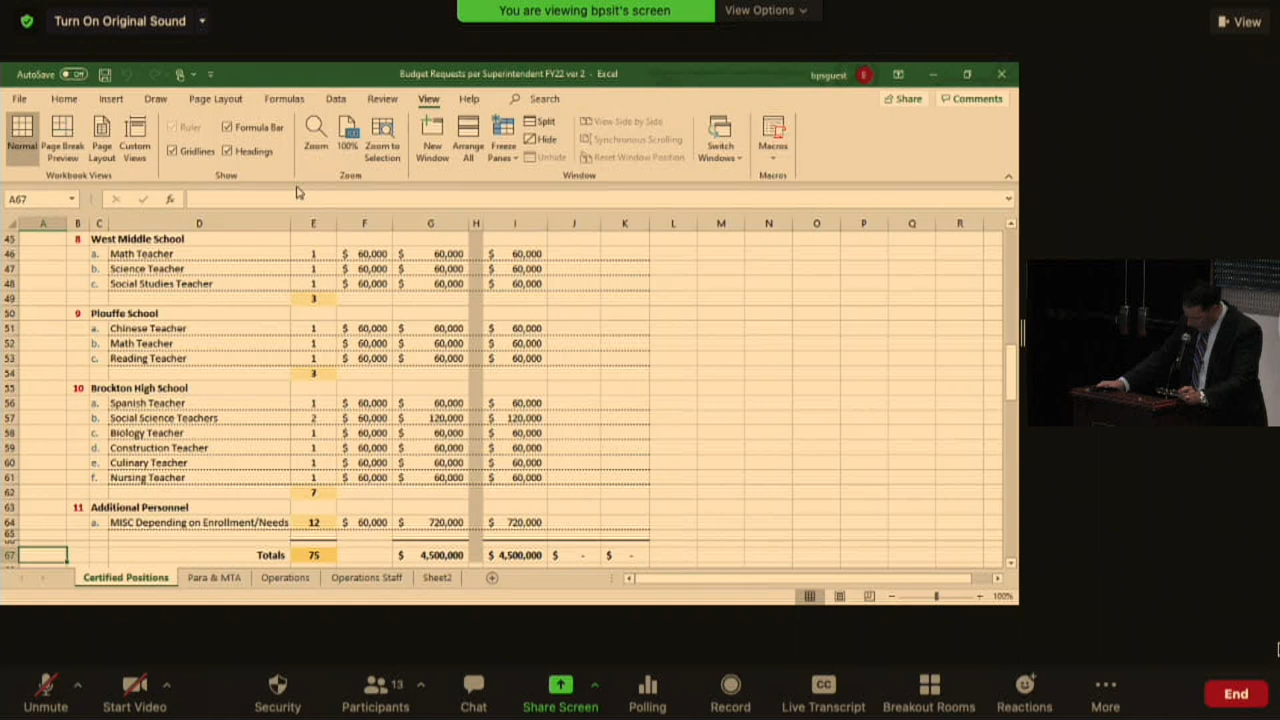 You are viewing bpsit's screen View Options
Turn On Original Sound
View
AutoSave Off
Budget Requests per Superintendent FY22 ver 2 - Excel
bpsguest
File Home Insert Draw Page Layout Formulas Data Review View Help Search
Share Comments
Ruler Formula Bar
Gridlines Headings
Normal Page Break Preview Page Layout Custom Views
Zoom 100% Zoom to Selection
New Window Arrange All Freeze Panes
Split
Hide
Unhide
View Side by Side
Synchronous Scrolling
Reset Window Position
Switch Windows
Macros
Workbook Views Show Zoom Window Macros
A67 fx
A B C D E F G H I J K L M N O P Q R
45 8 West Middle School
46 a. Math Teacher 1 $ 60,000 $ 60,000 $ 60,000
47 b. Science Teacher 1 $ 60,000 $ 60,000 $ 60,000
48 c. Social Studies Teacher 1 $ 60,000 $ 60,000 $ 60,000
49 3
50 9 Plouffe School
51 a. Chinese Teacher 1 $ 60,000 $ 60,000 $ 60,000
52 b. Math Teacher 1 $ 60,000 $ 60,000 $ 60,000
53 c. Reading Teacher 1 $ 60,000 $ 60,000 $ 60,000
54 3
55 10 Brockton High School
56 a. Spanish Teacher 1 $ 60,000 $ 60,000 $ 60,000
57 b. Social Science Teachers 2 $ 60,000 $ 120,000 $ 120,000
58 c. Biology Teacher 1 $ 60,000 $ 60,000 $ 60,000
59 d. Construction Teacher 1 $ 60,000 $ 60,000 $ 60,000
60 e. Culinary Teacher 1 $ 60,000 $ 60,000 $ 60,000
61 f. Nursing Teacher 1 $ 60,000 $ 60,000 $ 60,000
62 7
63 11 Additional Personnel
64 a. MISC Depending on Enrollment/Needs 12 $ 60,000 $ 720,000 $ 720,000
65
67 Totals 75 $ 4,500,000 $ 4,500,000 $ - $ -
Certified Positions Para & MTA Operations Operations Staff Sheet2
100%
13
CC
Unmute Start Video Security Participants Chat Share Screen Polling Record Live Transcript Breakout Rooms Reactions More End